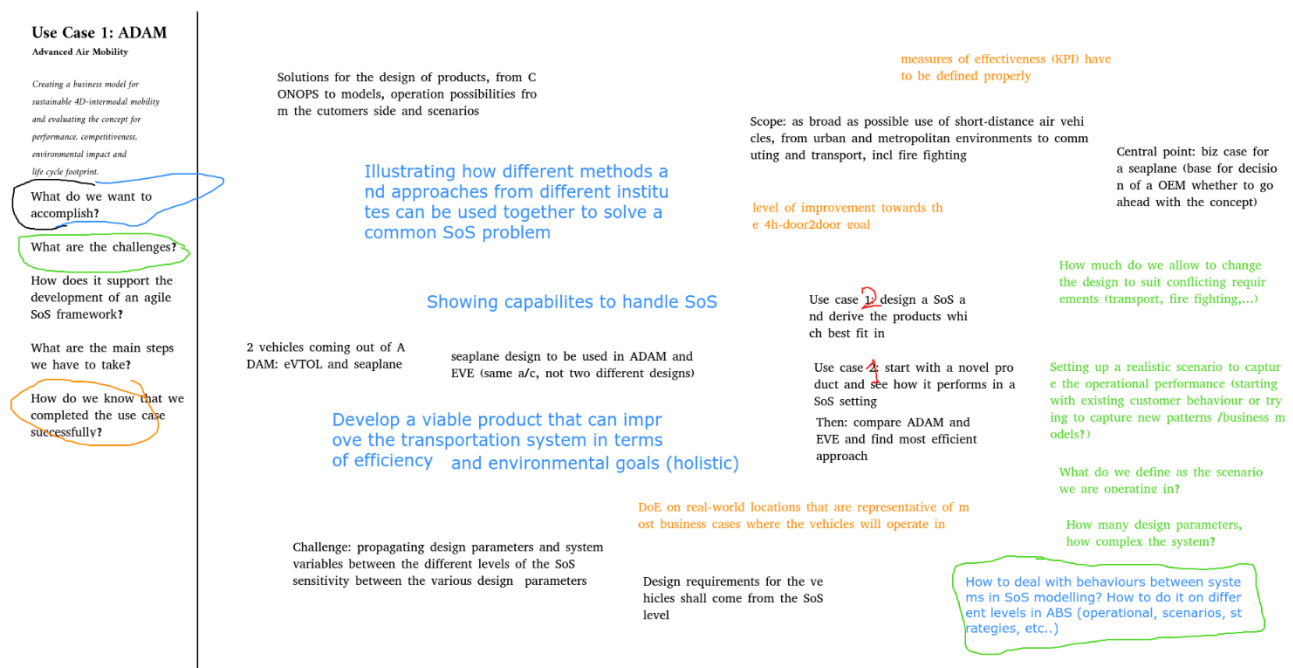 Use Case 1: ADAM
Advanced Air Mobility
Creating a business model for
sustainable 4D-intermodal mobility
and evaluating the concept for
performance, competitiveness,
environmental impact and
life cycle footprint.
What do we want to
accomplish?
What are the challenges?
How does it support the
development of an agile
SoS framework?
What are the main steps
we have to take?
How do we know that we
completed the use case
successfully?
Solutions for the design of products, from C
ONOPS to models, operation possibilities fro
m the cutomers side and scenarios
Illustrating how different methods a
nd approaches from different institu
tes can be used together to solve a
common SoS problem
Showing capabilites to handle SoS
2 vehicles coming out of A
DAM: eVTOL and seaplane
seaplane design to be used in ADAM and
EVE (same a/c, not two different designs)
Develop a viable product that can impr
ove the transportation system in terms
of efficiency and environmental goals (holistic)
DoE on real-world locations that are representative of m
ost business cases where the vehicles will operate in
Challenge: propagating design parameters and system
variables between the different levels of the SoS
sensitivity between the various design parameters
Design requirements for the ve
hicles shall come from the SoS
level
measures of effectiveness (KPI) have
to be defined properly
Scope: as broad as possible use of short-distance air vehi
cles, from urban and metropolitan environments to comm
uting and transport, incl fire fighting
Central point: biz case for
a seaplane (base for decisio
n of a OEM whether to go
ahead with the concept)
level of improvement towards th
e 4h-door2door goal
How much do we allow to change
the design to suit conflicting requir
ements (transport, fire fighting,...)
Use case 1: design a SoS a
nd derive the products whi
ch best fit in
2
Use case 2: start with a novel pro
duct and see how it performs in a
SoS setting
1
Then: compare ADAM and
EVE and find most efficient
approach
Setting up a realistic scenario to captur
e the operational performance (starting
with existing customer behaviour or try
ing to capture new patterns /business m
odels?)
What do we define as the scenario
we are operating in?
How many design parameters,
how complex the system?
How to deal with behaviours between syste
ms in SoS modelling? How to do it on differ
ent levels in ABS (operational, scenarios, st
rategies, etc..)